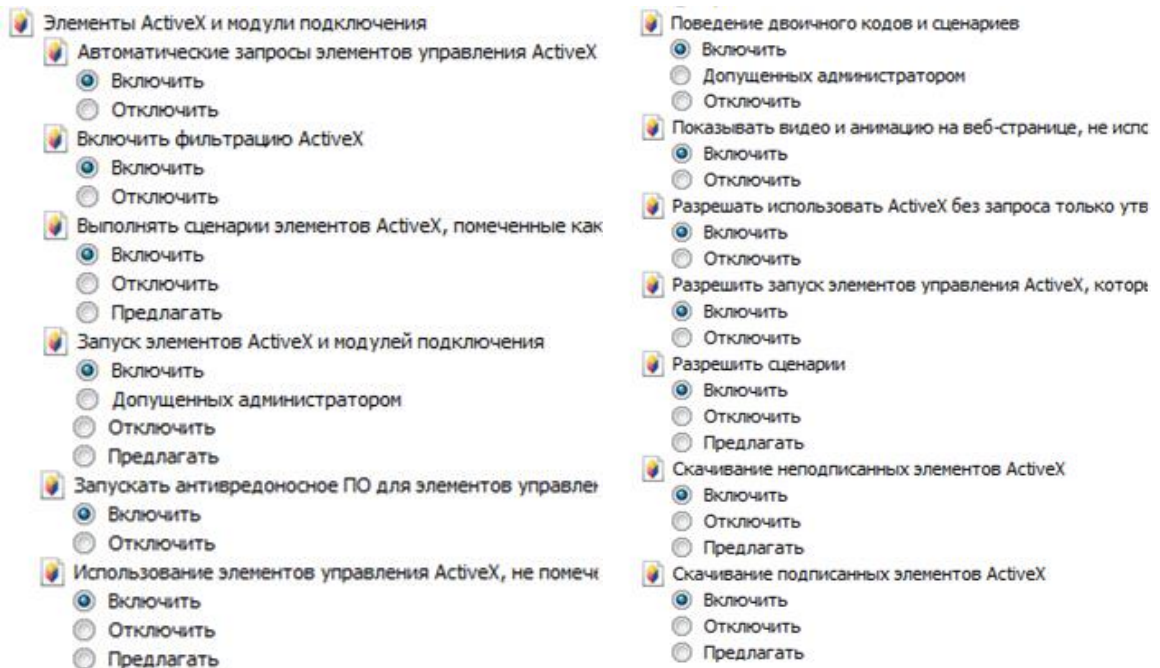 Элементы ActiveX и модули подключения
Автоматические запросы элементов управления ActiveX
Включить
Отключить
Включить фильтрацию ActiveX
Включить
Отключить
Выполнять сценарии элементов ActiveX, помеченные как
Включить
Отключить
Предлагать
Запуск элементов ActiveX и модулей подключения
Включить
Допущенных администратором
Отключить
Предлагать
Запускать антивредоносное ПО для элементов управлен
Включить
Отключить
Использование элементов управления ActiveX, не помече
Включить
Отключить
Предлагать
Поведение двоичного кодов и сценариев
Включить
Допущенных администратором
Отключить
Показывать видео и анимацию на веб-странице, не испо
Включить
Отключить
Разрешать использовать ActiveX без запроса только утв
Включить
Отключить
Разрешить запуск элементов управления ActiveX, которы
Включить
Отключить
Разрешить сценарии
Включить
Отключить
Предлагать
Скачивание неподписанных элементов ActiveX
Включить
Отключить
Предлагать
Скачивание подписанных элементов ActiveX
Включить
Отключить
Предлагать